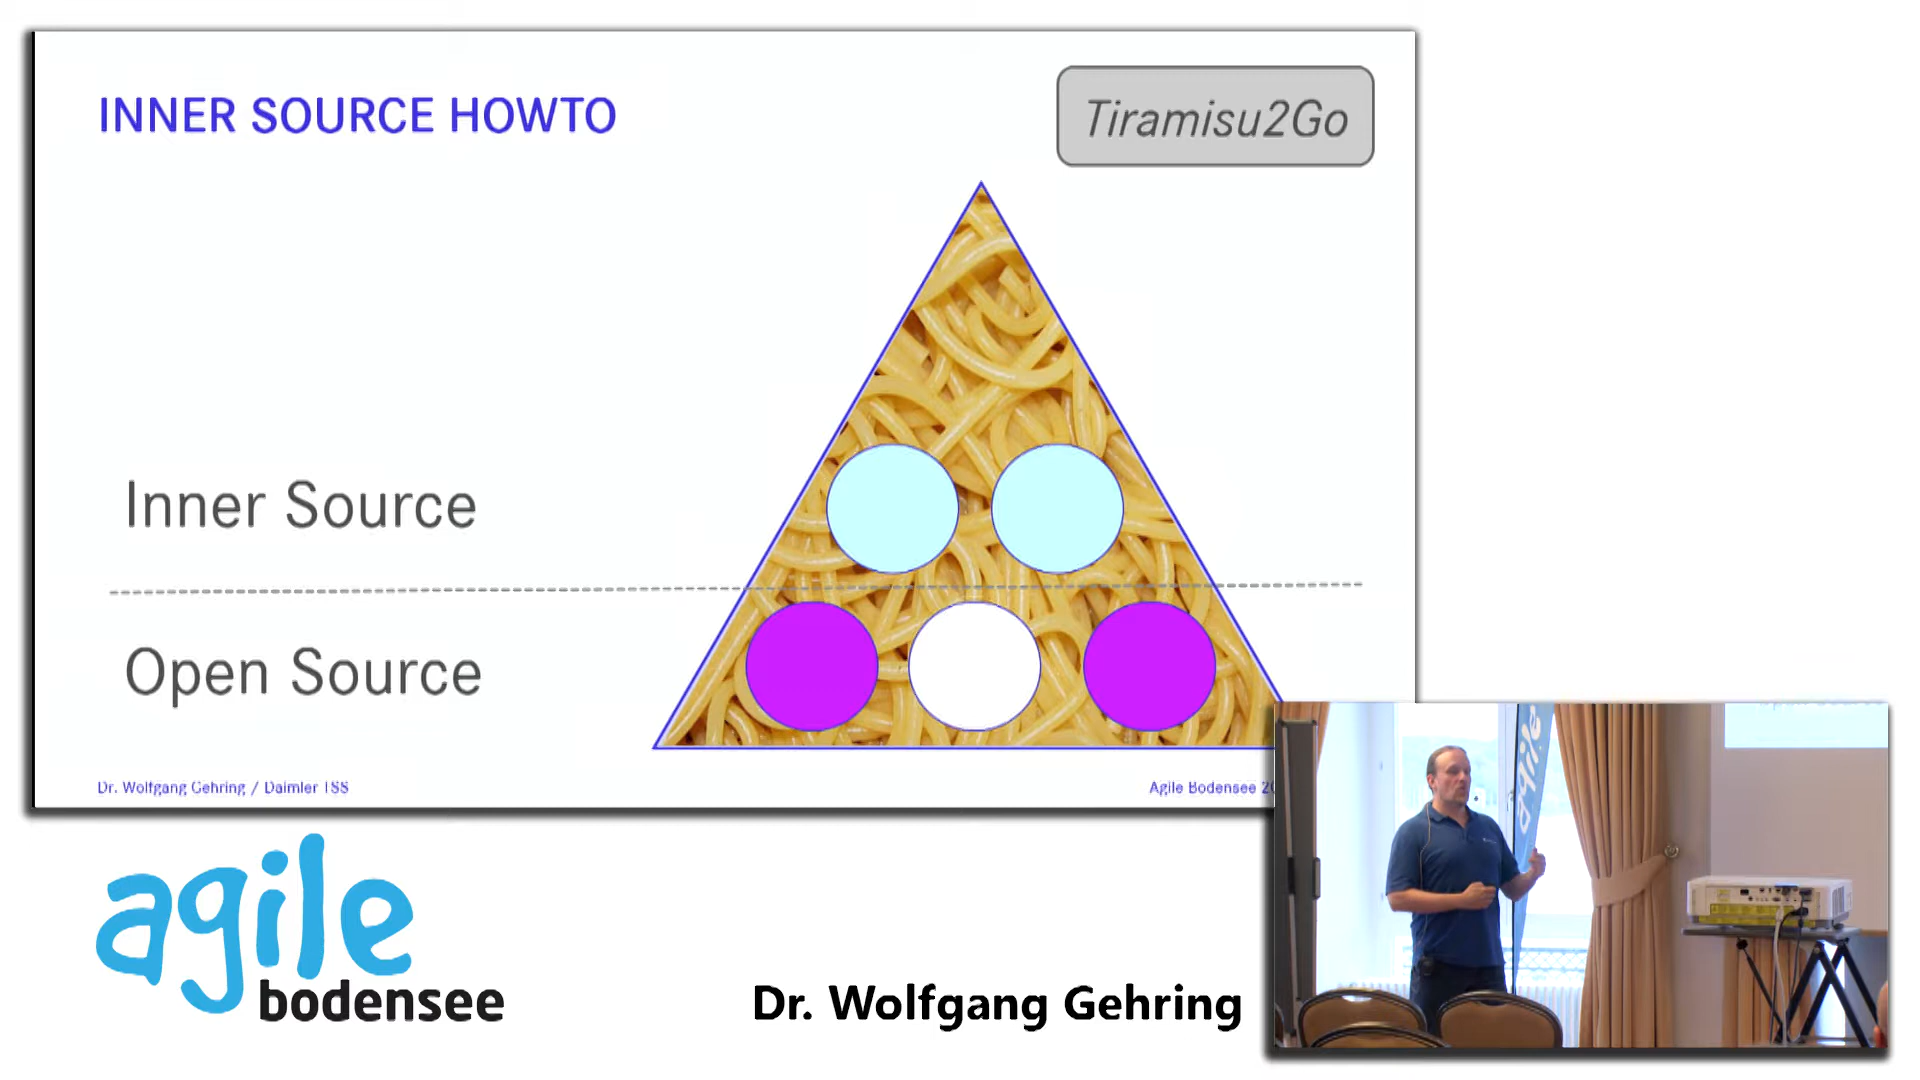 INNER SOURCE HOWTO
Tiramisu2Go
Inner Source
Open Source
Dr. Wolfgang Gehring / Daimler TSS
Agile Bodensee
agile
bodensee
Dr. Wolfgang Gehring
agile